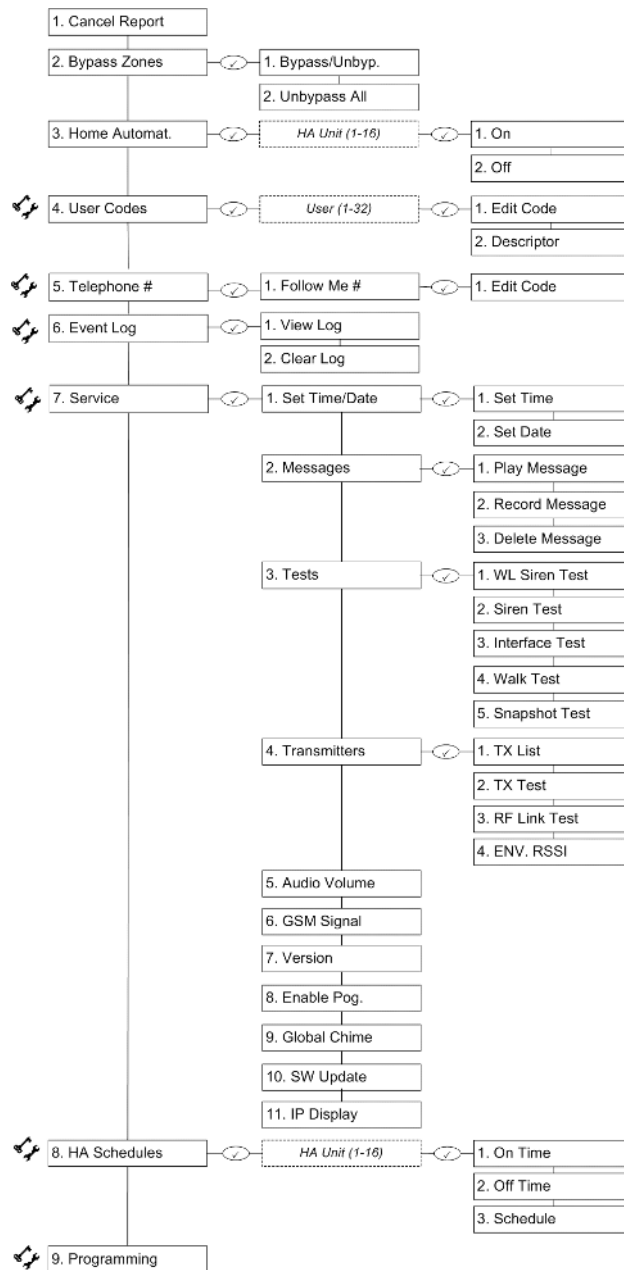 1. Cancel Report
2. Bypass Zones
1. Bypass/Unbyp.
2. Unbypass All
3. Home Automat.
HA Unit (1-16)
1. On
2. Off
4. User Codes
User (1-32)
1. Edit Code
2. Descriptor
5. Telephone #
1. Follow Me #
1. Edit Code
6. Event Log
1. View Log
2. Clear Log
7. Service
1. Set Time/Date
1. Set Time
2. Set Date
2. Messages
1. Play Message
2. Record Message
3. Delete Message
3. Tests
1. WL Siren Test
2. Siren Test
3. Interface Test
4. Walk Test
5. Snapshot Test
4. Transmitters
1. TX List
2. TX Test
3. RF Link Test
4. ENV. RSSI
5. Audio Volume
6. GSM Signal
7. Version
8. Enable Pog.
9. Global Chime
10. SW Update
11. IP Display
8. HA Schedules
HA Unit (1-16)
1. On Time
2. Off Time
3. Schedule
9. Programming